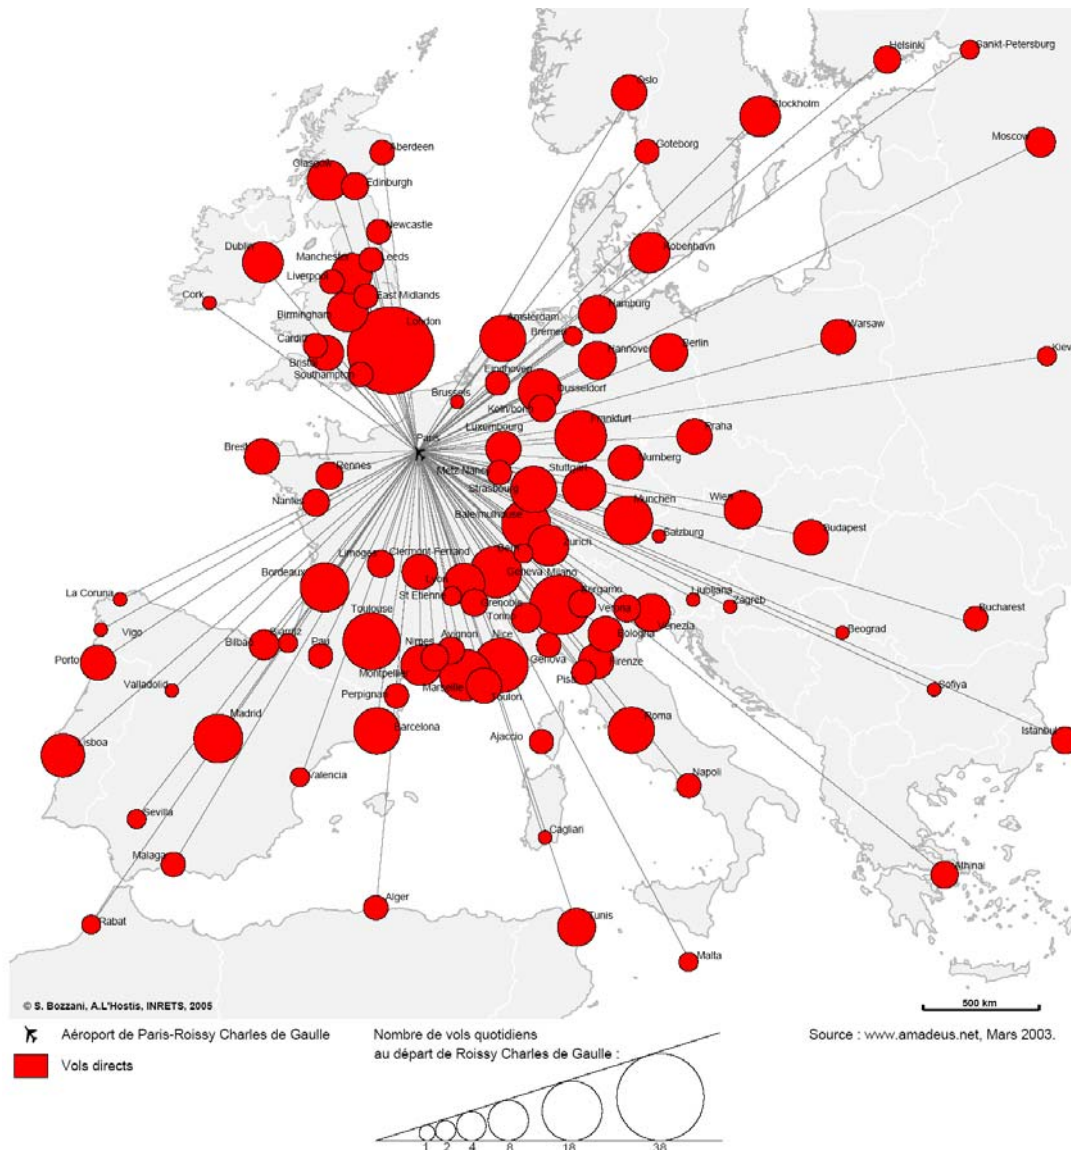 Helsinki
Sankt-Petersburg
Oslo
Stockholm
Moscow
Goteborg
Aberdeen
Glasgow
Edinburgh
Newcastle
Dublin
Manchester
Leeds
Kobenhavn
Liverpool
Cork
East Midlands
Hamburg
Birmingham
London
Amsterdam
Bremen
Warsaw
Cardiff
Hannover
Berlin
Kiev
Bristol
Southampton
Eindhoven
Dusseldorf
Brussels
Koln/bonn
Luxembourg
Frankfurt
Praha
Paris
Brest
Rennes
Metz Nancy
Stuttgart
Nurnberg
Nantes
Strasbourg
Munchen
Wien
Bale/mulhouse
Salzburg
Budapest
Limoges
Clermont-Ferrand
Bern
Zurich
Bordeaux
Lyon
Geneva
Milano
La Coruna
St Etienne
Grenoble
Bergamo
Ljubljana
Zagreb
Bucharest
Toulouse
Torino
Verona
Venezia
Vigo
Bilbao
Biarritz
Pau
Nimes
Avignon
Nice
Bologna
Beograd
Porto
Montpellier
Genova
Firenze
Valladolid
Perpignan
Marseille
Toulon
Pisa
Sofiya
Madrid
Barcelona
Ajaccio
Roma
Istanbul
Lisboa
Valencia
Napoli
Sevilla
Cagliari
Malaga
Athinai
Alger
Rabat
Tunis
Malta
© S. Bozzani, A.L'Hostis, INRETS, 2005
500 km
Aéroport de Paris-Roissy Charles de Gaulle
Nombre de vols quotidiens
au départ de Roissy Charles de Gaulle :
Source : www.amadeus.net, Mars 2003.
Vols directs
1 2 4 8 18 38